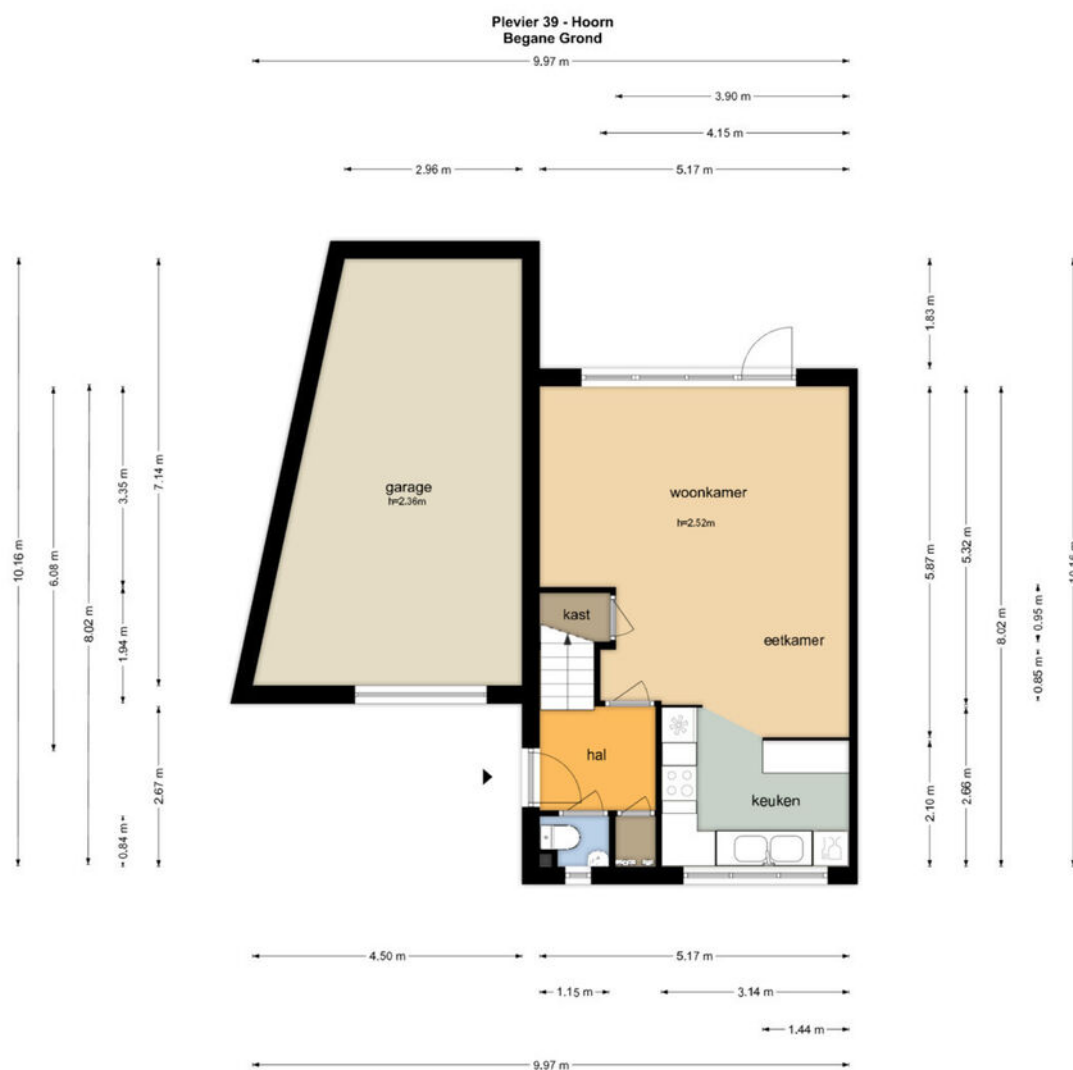 Plevier 39 - Hoorn
Begane Grond
9.97 m
3.90 m
4.15 m
2.96 m
5.17 m
10.16 m
6.08 m
8.02 m
3.35 m
1.94 m
0.84 m
7.14 m
2.67 m
garage
h=2.36m
woonkamer
h=2.52m
kast
eetkamer
hal
keuken
1.83 m
5.87 m
2.10 m
5.32 m
2.66 m
8.02 m
0.95 m
0.85 m
10.16 m
4.50 m
5.17 m
1.15 m
3.14 m
1.44 m
9.97 m